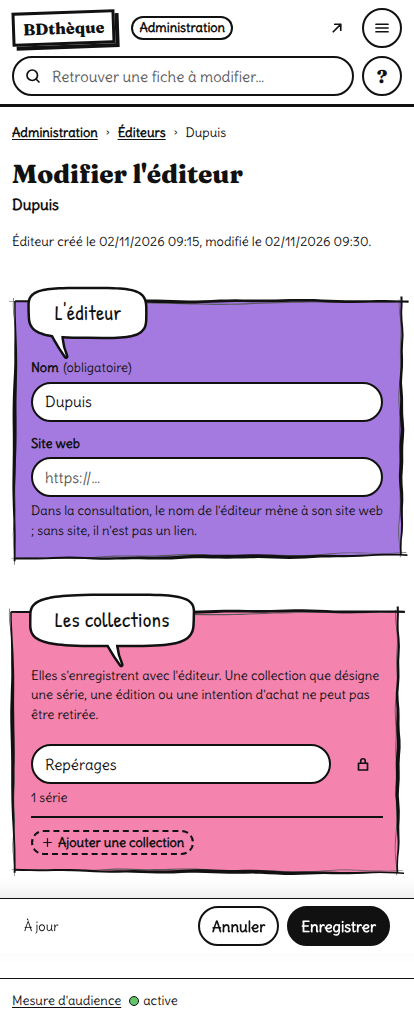 BDthèque
Administration
Retrouver une fiche à modifier...
?
Administration › Éditeurs › Dupuis
Modifier l'éditeur
Dupuis
Éditeur créé le 02/11/2026 09:15, modifié le 02/11/2026 09:30.
L'éditeur
Nom (obligatoire)
Dupuis
Site web
https://...
Dans la consultation, le nom de l'éditeur mène à son site web
; sans site, il n'est pas un lien.
Les collections
Elles s'enregistrent avec l'éditeur. Une collection que désigne
une série, une édition ou une intention d'achat ne peut pas
être retirée.
Repérages
1 série
+ Ajouter une collection
À jour
Annuler
Enregistrer
Mesure d'audience active